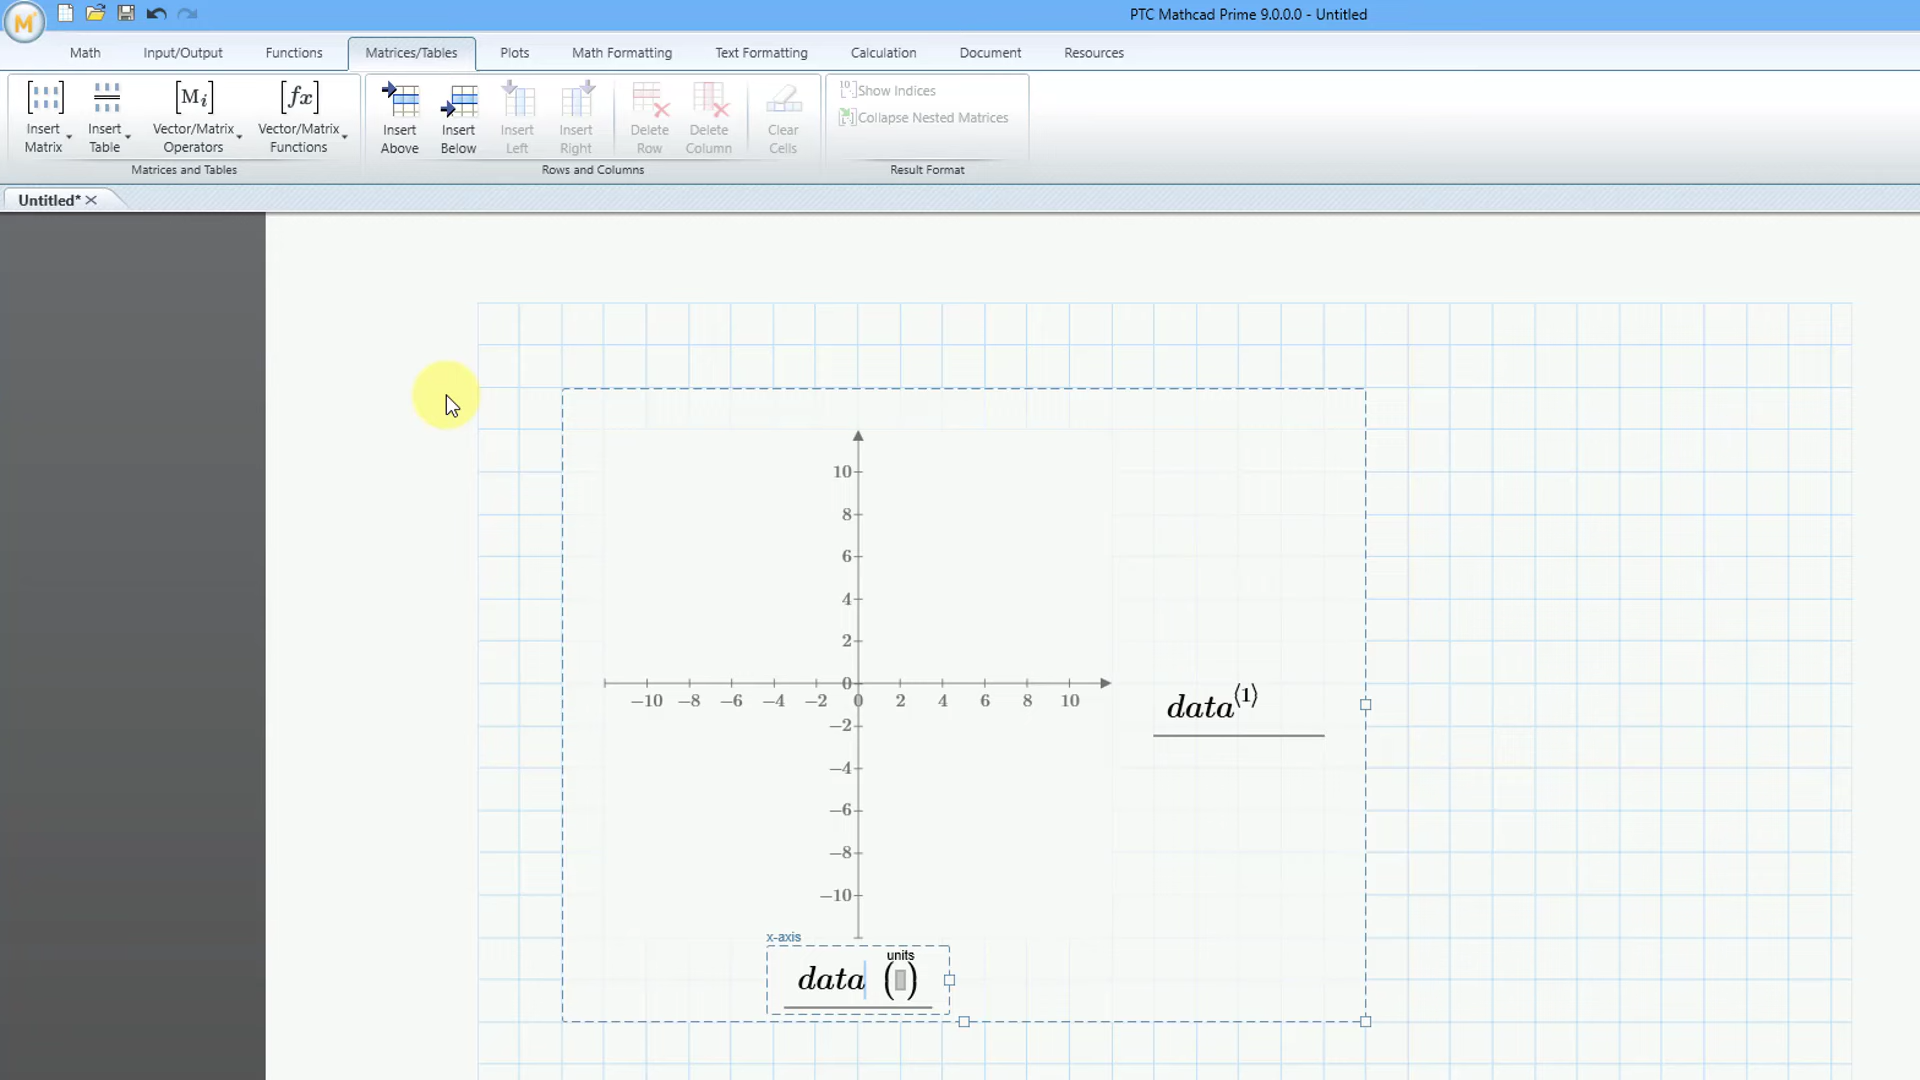 PTC Mathcad Prime 9.0.0.0 - Untitled
Math Input/Output Functions Matrices/Tables Plots Math Formatting Text Formatting Calculation Document Resources
Insert Matrix
Insert Table
[Mi]
Vector/Matrix Operators
[fx]
Vector/Matrix Functions
Matrices and Tables
Insert Above
Insert Below
Insert Left
Insert Right
Delete Row
Delete Column
Clear Cells
Rows and Columns
Show Indices
Collapse Nested Matrices
Result Format
Untitled*
10
8
6
4
2
0
−10 −8 −6 −4 −2 0 2 4 6 8 10
−2
−4
−6
−8
−10
data⟨1⟩
x-axis
units
data ()